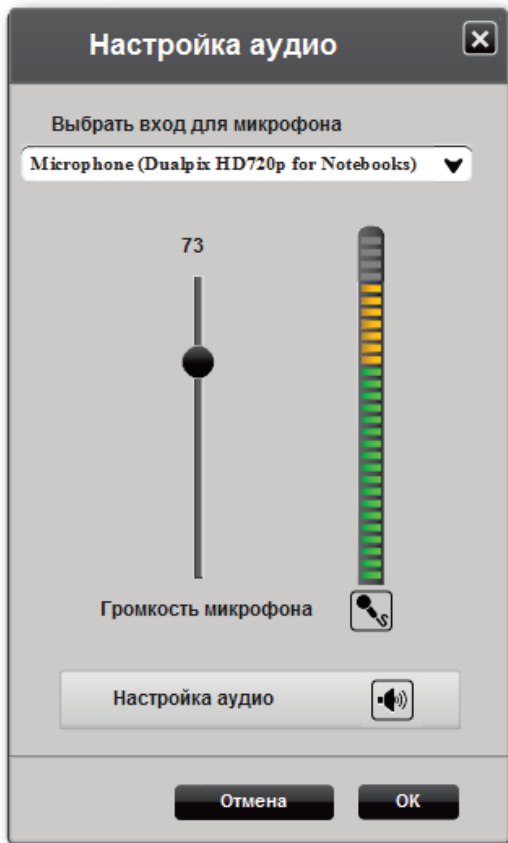 Настройка аудио
Выбрать вход для микрофона
Microphone (Dualpix HD720p for Notebooks)
73
Громкость микрофона
Настройка аудио
Отмена
OK